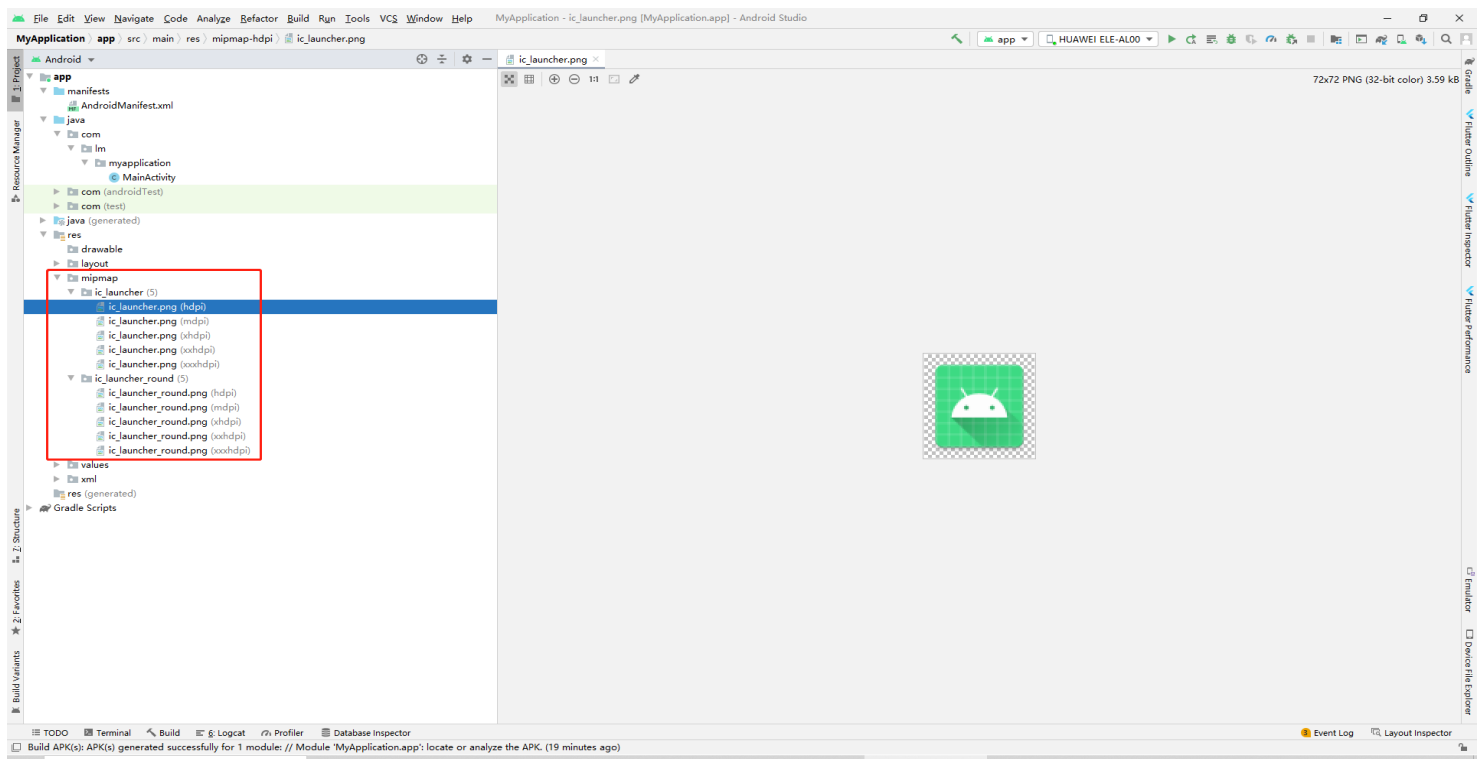 File Edit View Navigate Code Analyze Refactor Build Run Tools VCS Window Help MyApplication - ic_launcher.png [MyApplication.app] - Android Studio
MyApplication app src main res mipmap-hdpi ic_launcher.png
app HUAWEI ELE-AL00
Android
ic_launcher.png
app
1:1
72x72 PNG (32-bit color) 3.59 kB
manifests
AndroidManifest.xml
java
com
lm
myapplication
MainActivity
com (androidTest)
com (test)
java (generated)
res
drawable
layout
mipmap
ic_launcher (5)
ic_launcher.png (hdpi)
ic_launcher.png (mdpi)
ic_launcher.png (xhdpi)
ic_launcher.png (xxhdpi)
ic_launcher.png (xxxhdpi)
ic_launcher_round (5)
ic_launcher_round.png (hdpi)
ic_launcher_round.png (mdpi)
ic_launcher_round.png (xhdpi)
ic_launcher_round.png (xxhdpi)
ic_launcher_round.png (xxxhdpi)
values
xml
res (generated)
Gradle Scripts
1: Project
Resource Manager
7: Structure
2: Favorites
Build Variants
Gradle
Flutter Outline
Flutter Inspector
Flutter Performance
Emulator
Device File Explorer
TODO Terminal Build 6: Logcat Profiler Database Inspector
3 Event Log Layout Inspector
Build APK(s): APK(s) generated successfully for 1 module: // Module 'MyApplication.app': locate or analyze the APK. (19 minutes ago)